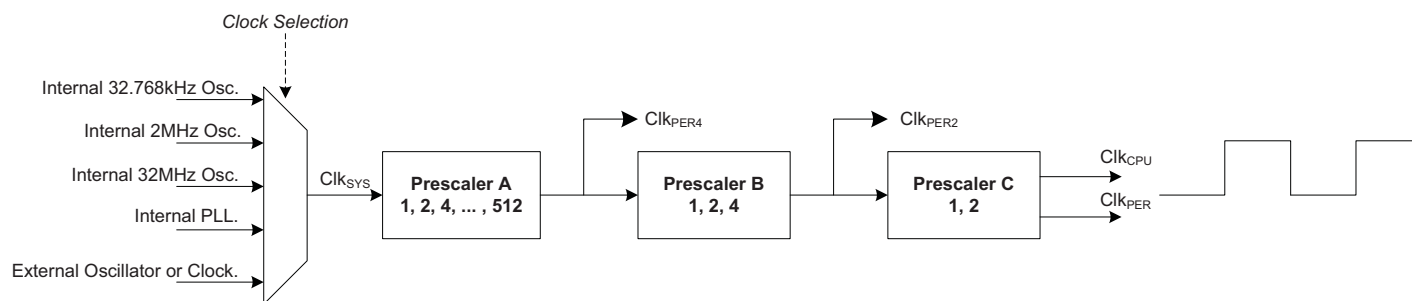 Clock Selection
Internal 32.768kHz Osc.
Internal 2MHz Osc.
Internal 32MHz Osc.
Internal PLL.
External Oscillator or Clock.
ClkSYS
Prescaler A
1, 2, 4, ... , 512
ClkPER4
Prescaler B
1, 2, 4
ClkPER2
Prescaler C
1, 2
ClkCPU
ClkPER